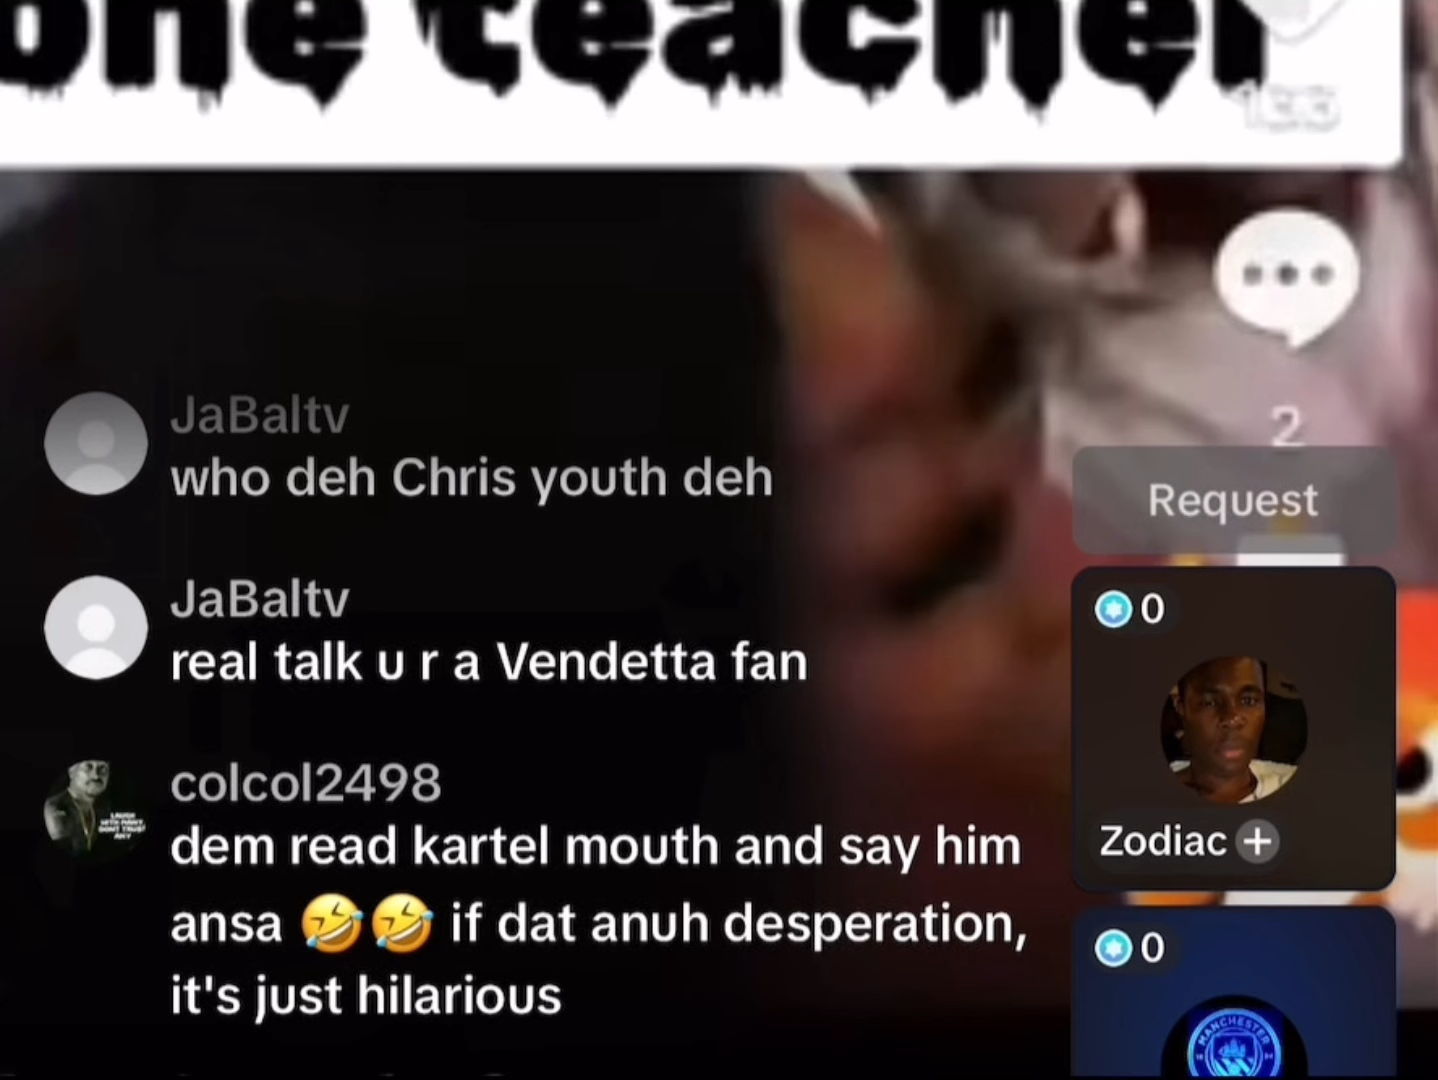 one teacher
JaBaltv
who deh Chris youth deh
2
Request
JaBaltv
real talk u r a Vendetta fan
0
Zodiac +
colcol2498
dem read kartel mouth and say him
ansa 🤣🤣 if dat anuh desperation,
it's just hilarious
0
MANCHESTER